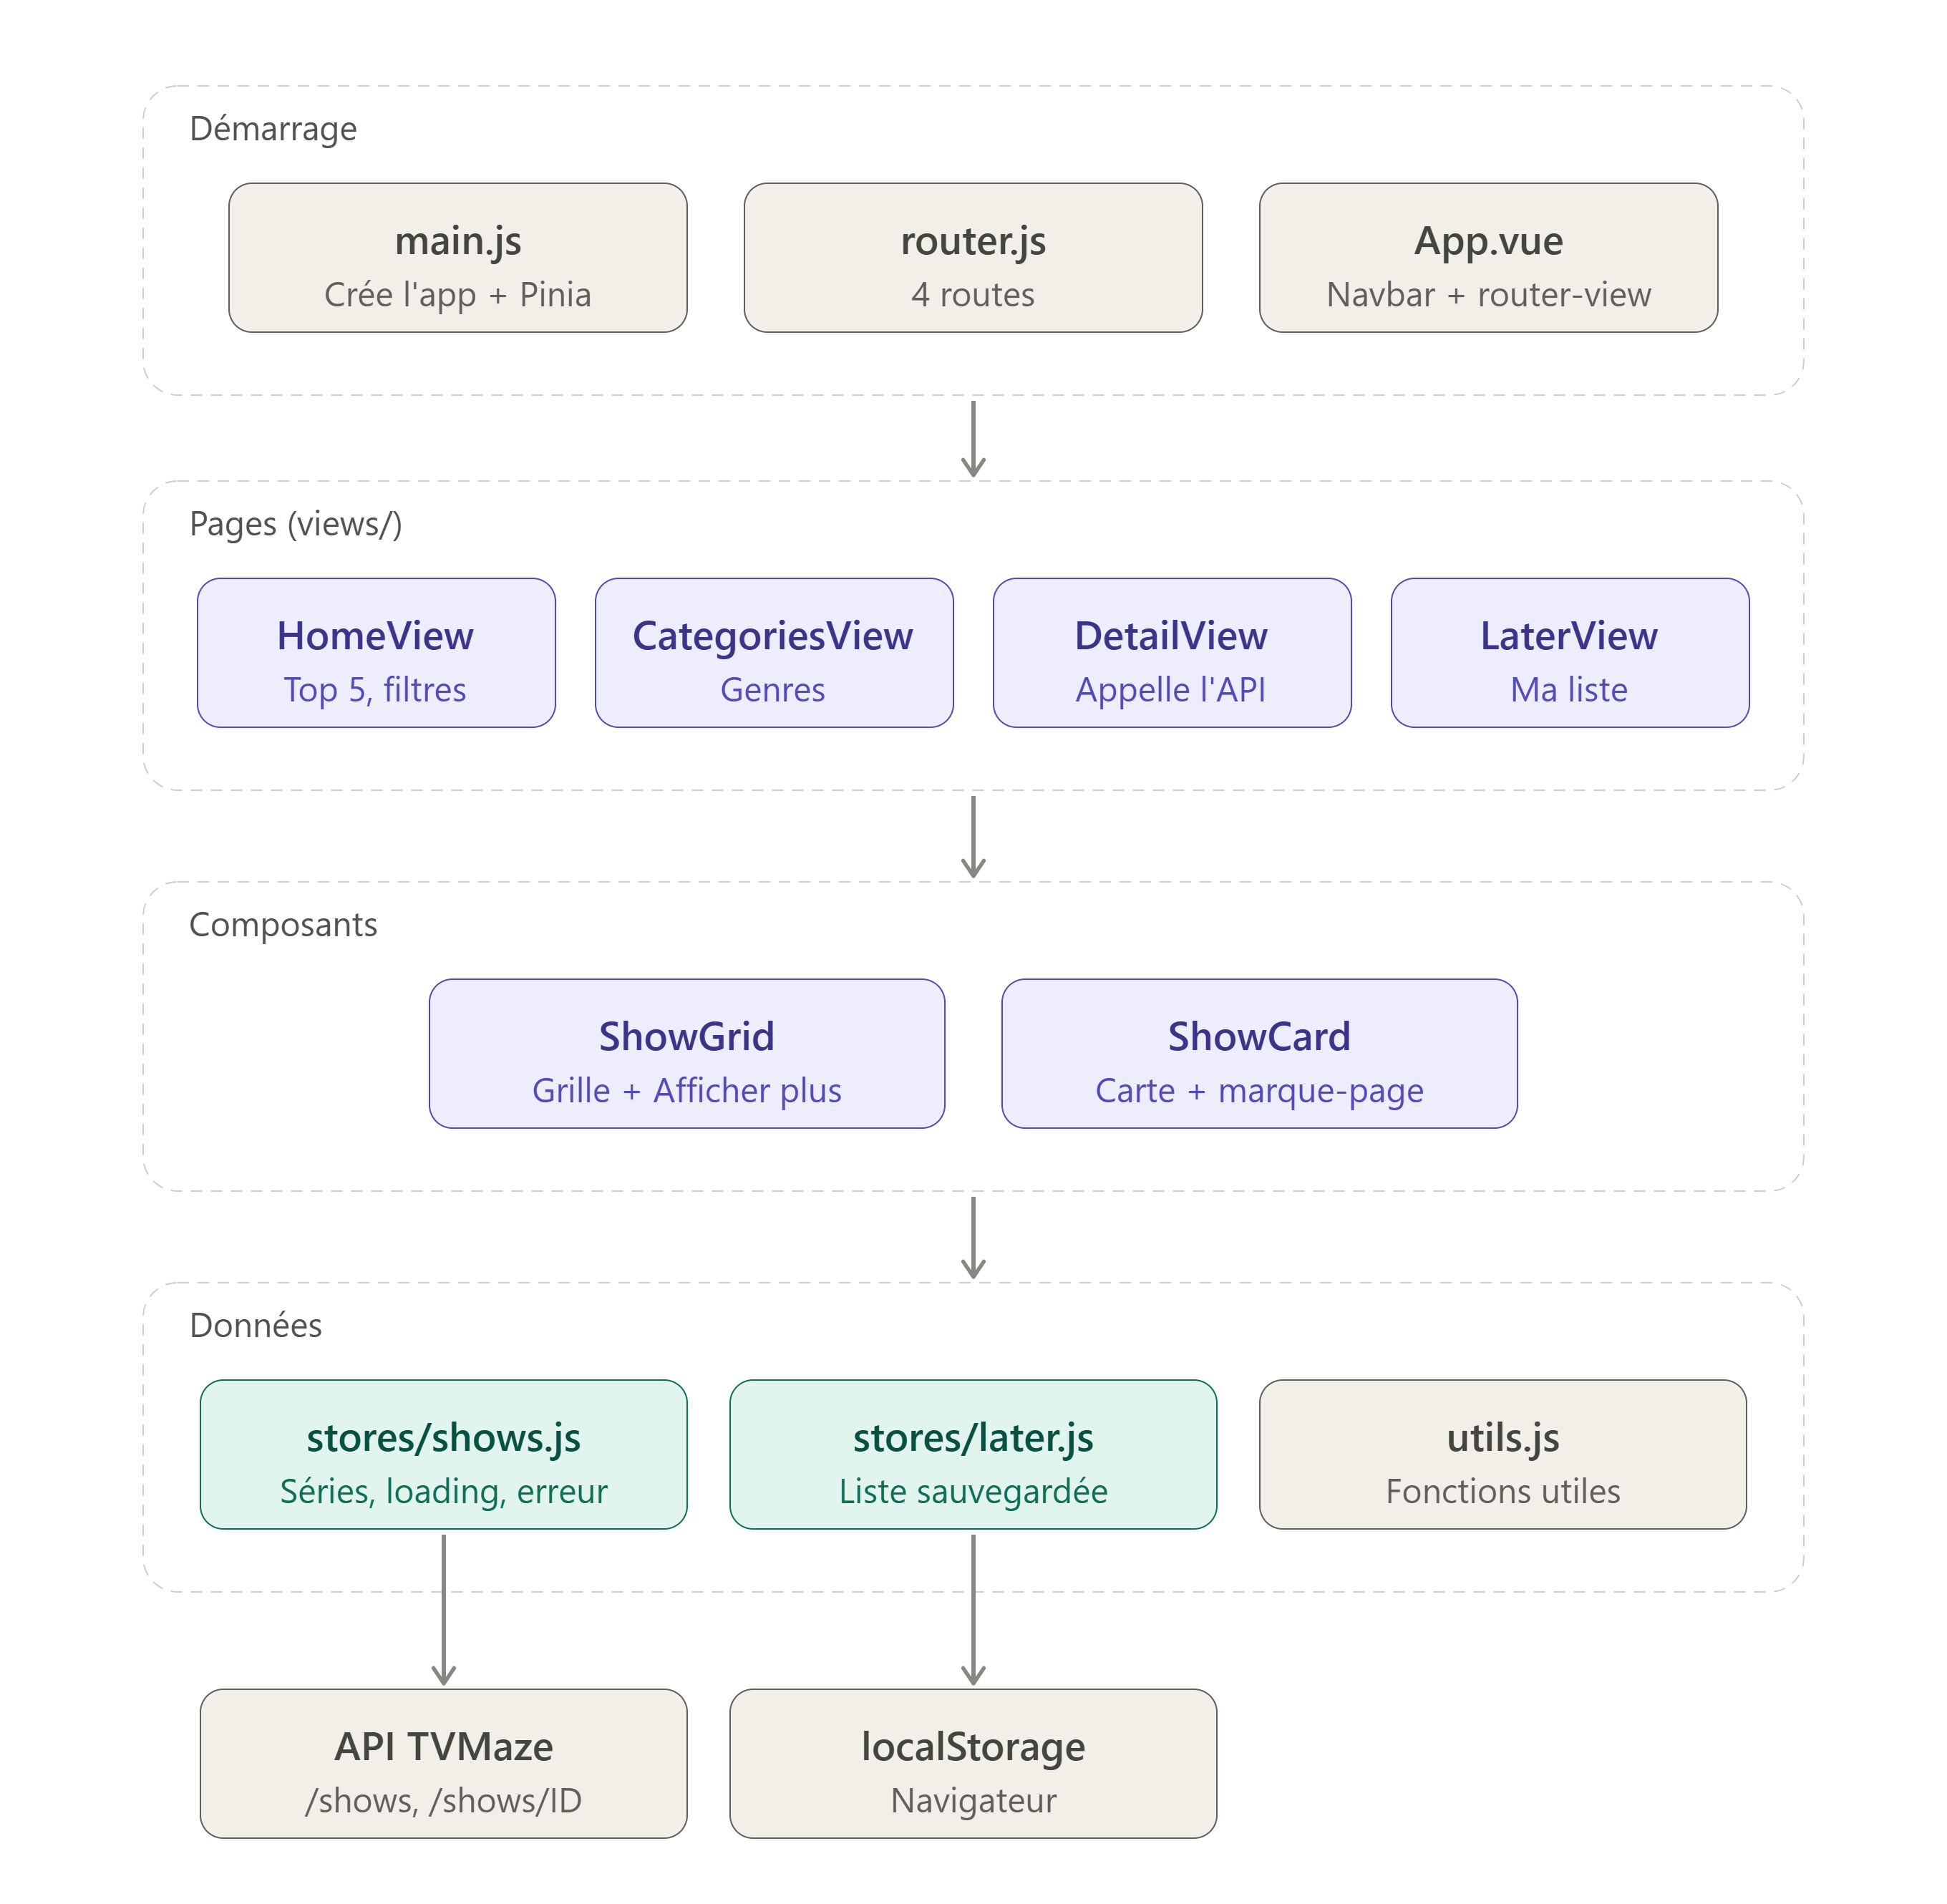 Démarrage
main.js
Crée l'app + Pinia
router.js
4 routes
App.vue
Navbar + router-view
Pages (views/)
HomeView
Top 5, filtres
CategoriesView
Genres
DetailView
Appelle l'API
LaterView
Ma liste
Composants
ShowGrid
Grille + Afficher plus
ShowCard
Carte + marque-page
Données
stores/shows.js
Séries, loading, erreur
stores/later.js
Liste sauvegardée
utils.js
Fonctions utiles
API TVMaze
/shows, /shows/ID
localStorage
Navigateur